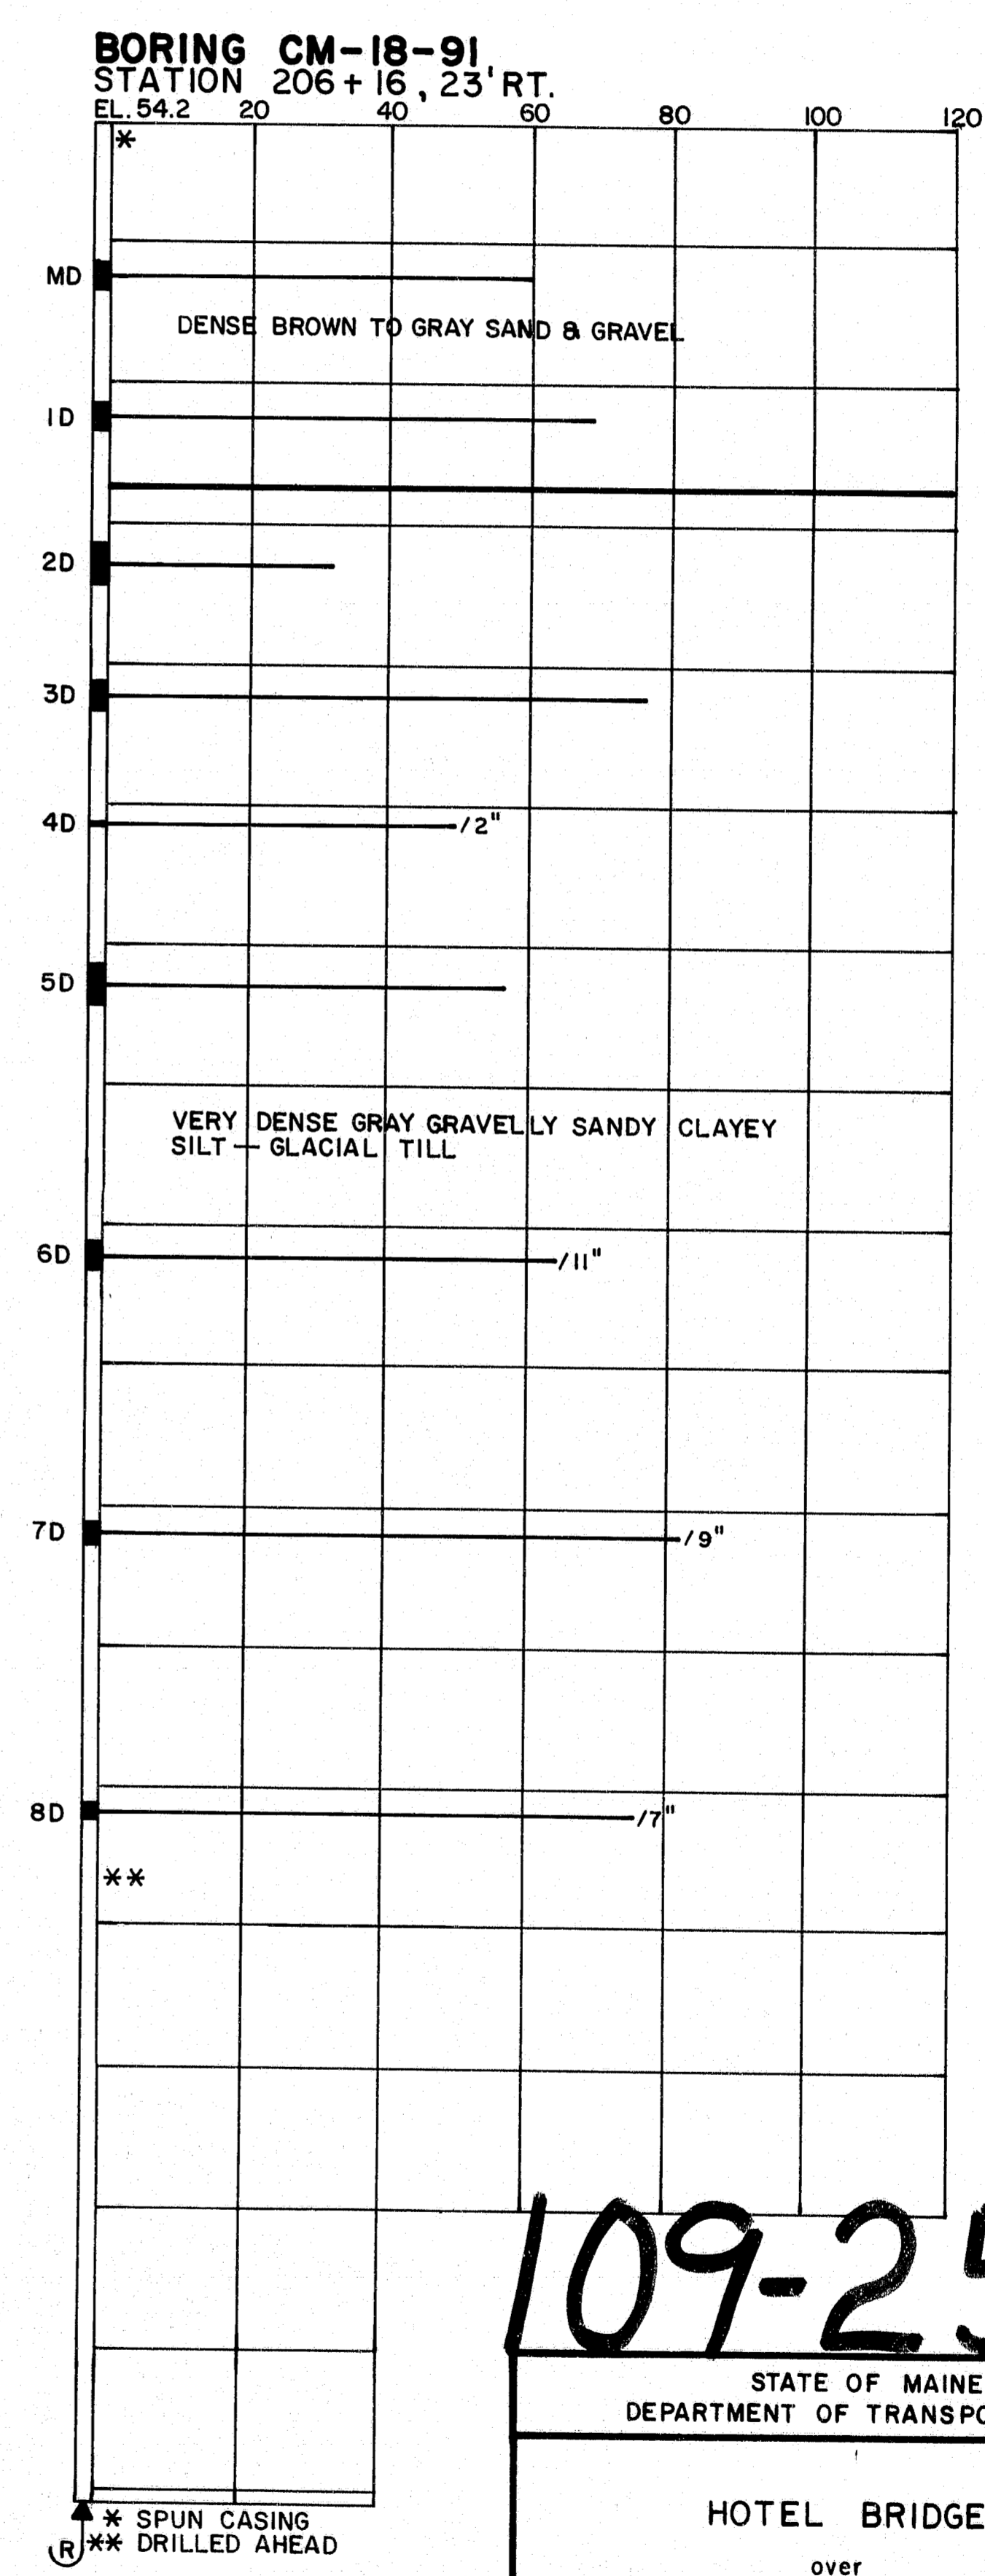 BORING CM-18-91
STATION 206+16, 23' RT.
EL. 54.2 20 40 60 80 100 120
*
MD
DENSE BROWN TO GRAY SAND & GRAVEL
1D
2D
3D
4D /2"
5D
VERY DENSE GRAY GRAVELLY SANDY CLAYEY
SILT — GLACIAL TILL
6D /11"
7D /9"
8D /7"
**
109-25
STATE OF MAINE
DEPARTMENT OF TRANSPO
HOTEL BRIDGE
over
* SPUN CASING
R ** DRILLED AHEAD